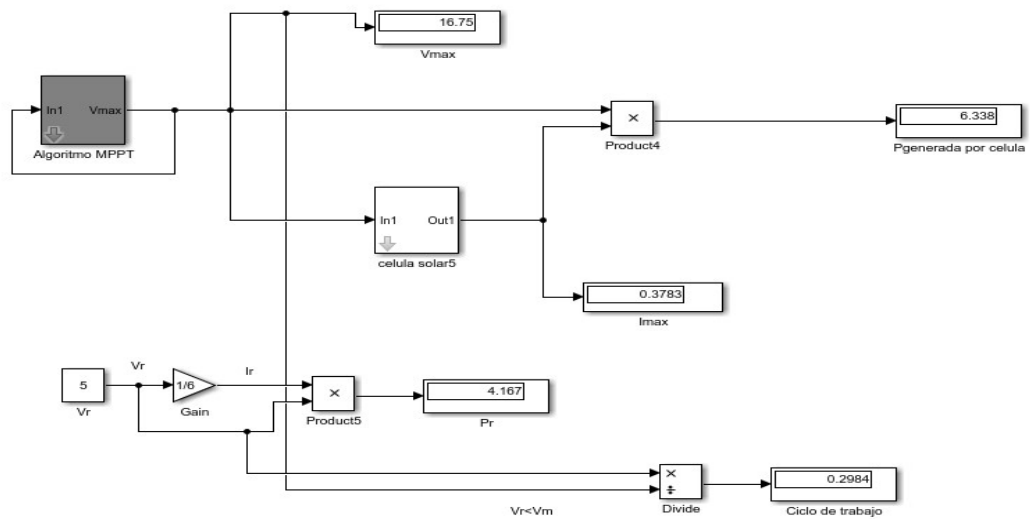 16.75
Vmax
In1 Vmax
Algoritmo MPPT
×
Product4
6.338
Pgenerada por celula
In1 Out1
celula solar5
0.3783
Imax
5
Vr
Vr
1/6
Gain
Ir
×
Product5
4.167
Pr
×
÷
Divide
Vr<Vm
0.2984
Ciclo de trabajo